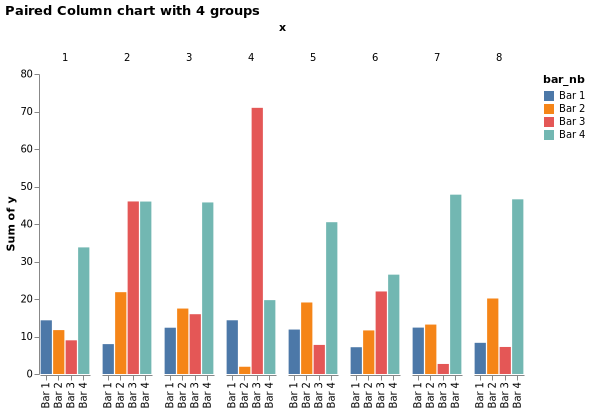 Paired Column chart with 4 groups
x
1 2 3 4 5 6 7 8
80
70
60
50
40
30
20
10
0
Sum of y
Bar 1 Bar 2 Bar 3 Bar 4 Bar 1 Bar 2 Bar 3 Bar 4 Bar 1 Bar 2 Bar 3 Bar 4 Bar 1 Bar 2 Bar 3 Bar 4 Bar 1 Bar 2 Bar 3 Bar 4 Bar 1 Bar 2 Bar 3 Bar 4 Bar 1 Bar 2 Bar 3 Bar 4 Bar 1 Bar 2 Bar 3 Bar 4
bar_nb
Bar 1
Bar 2
Bar 3
Bar 4